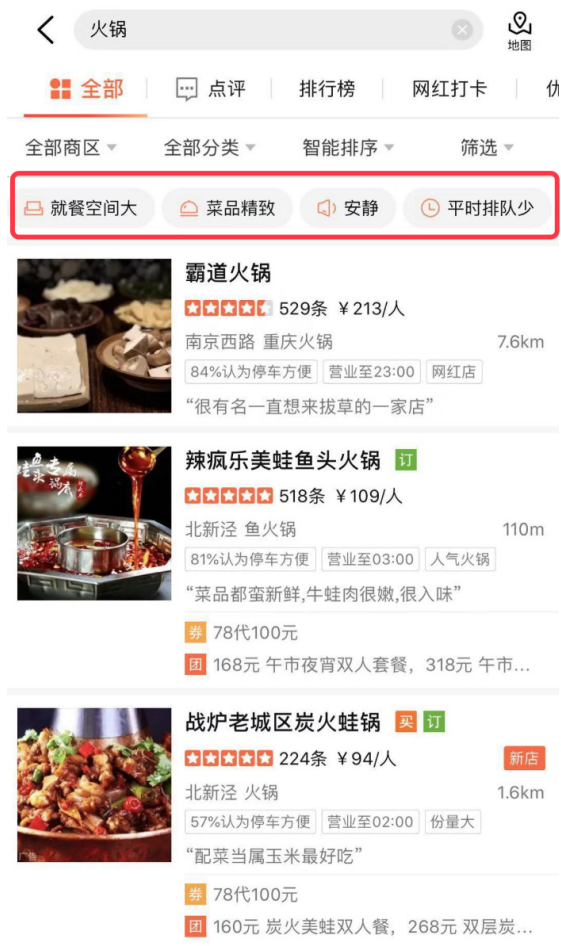 火锅
地图
全部 点评 排行榜 网红打卡
全部商区 全部分类 智能排序 筛选
就餐空间大 菜品精致 安静 平时排队少
霸道火锅
529条 ￥213/人
南京西路 重庆火锅 7.6km
84%认为停车方便 营业至23:00 网红店
“很有名一直想来拔草的一家店”
辣疯乐美蛙鱼头火锅 订
518条 ￥109/人
北新泾 鱼火锅 110m
81%认为停车方便 营业至03:00 人气火锅
“菜品都蛮新鲜,牛蛙肉很嫩,很入味”
券 78代100元
团 168元 午市夜宵双人套餐，318元 午市...
战炉老城区炭火蛙锅 买 订
224条 ￥94/人 新店
北新泾 火锅 1.6km
57%认为停车方便 营业至02:00 份量大
“配菜当属玉米最好吃”
广告
券 78代100元
团 160元 炭火美蛙双人餐，268元 双层炭...